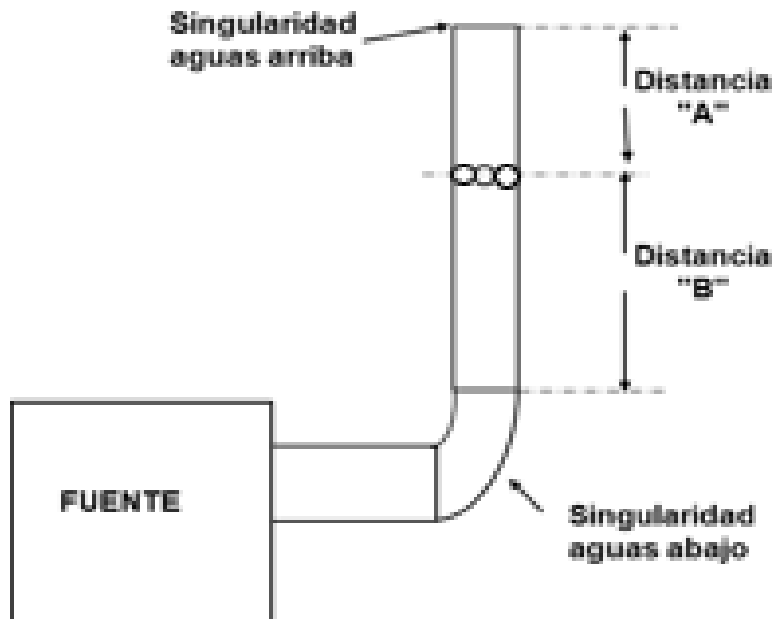 Singularidad
aguas arriba
Distancia
"A"
Distancia
"B"
FUENTE
Singularidad
aguas abajo